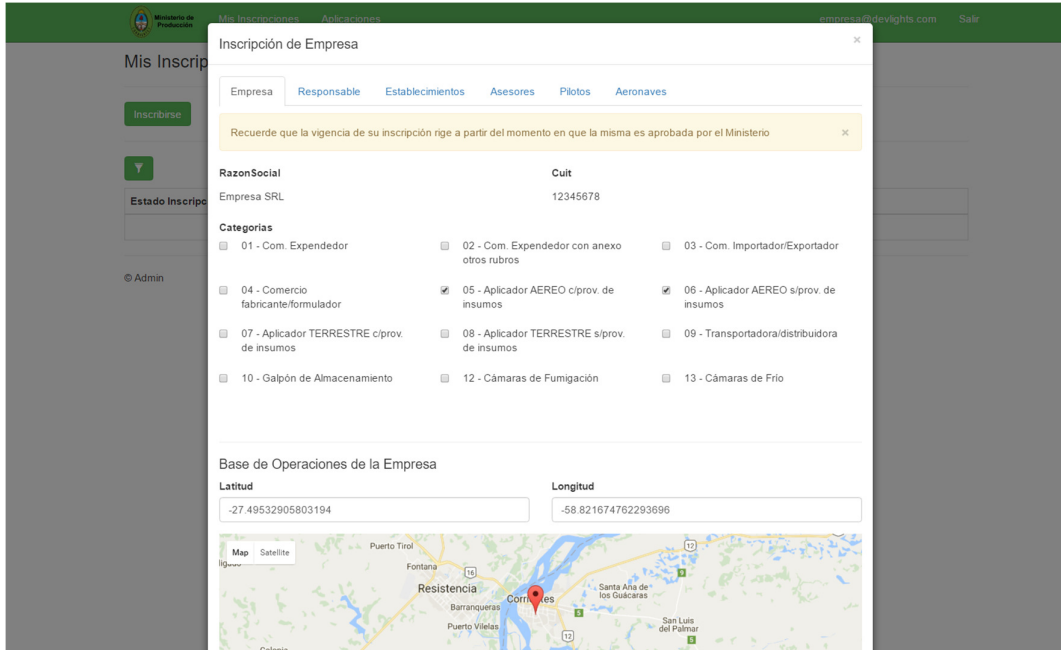 Ministerio de
Producción
Mis Inscripciones Aplicaciones empresa@devlights.com Salir
Mis Inscrip
Inscribirse
Estado Inscripc
© Admin
Inscripción de Empresa ×
Empresa Responsable Establecimientos Asesores Pilotos Aeronaves
Recuerde que la vigencia de su inscripción rige a partir del momento en que la misma es aprobada por el Ministerio ×
RazonSocial Cuit
Empresa SRL 12345678
Categorias
01 - Com. Expendedor 02 - Com. Expendedor con anexo 03 - Com. Importador/Exportador
otros rubros
04 - Comercio 05 - Aplicador AEREO c/prov. de 06 - Aplicador AEREO s/prov. de
fabricante/formulador insumos insumos
07 - Aplicador TERRESTRE c/prov. 08 - Aplicador TERRESTRE s/prov. 09 - Transportadora/distribuidora
de insumos de insumos
10 - Galpón de Almacenamiento 12 - Cámaras de Fumigación 13 - Cámaras de Frío
Base de Operaciones de la Empresa
Latitud Longitud
-27.49532905803194 -58.821674762293696
Map Satellite
Puerto Tirol 12
Fontana 16 9
Resistencia Santa Ana de
los Guácaras
Barranqueras 5
Puerto Vilelas San Luis
del Palmar
12 5